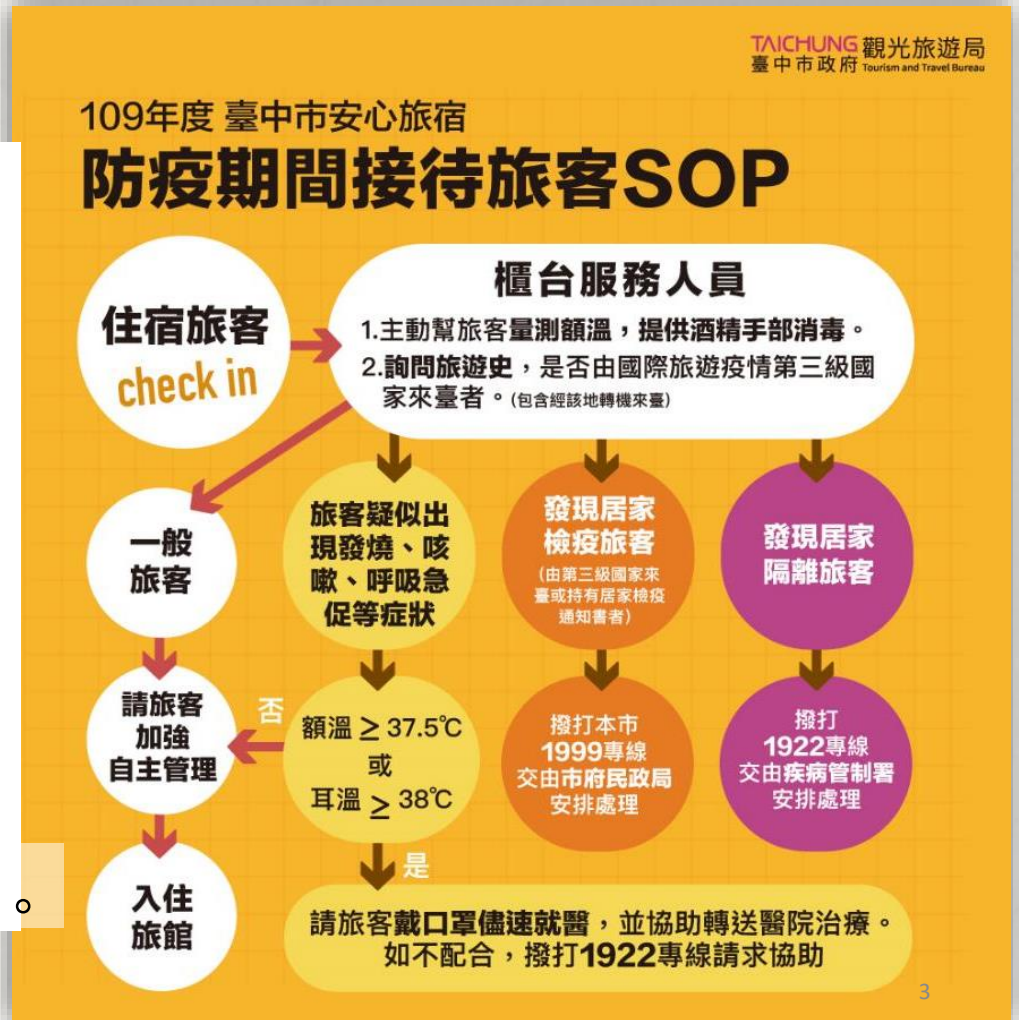 TAICHUNG 觀光旅遊局
臺中市政府 Tourism and Travel Bureau
109年度 臺中市安心旅宿
防疫期間接待旅客SOP
住宿旅客
check in
櫃台服務人員
1.主動幫旅客量測額溫，提供酒精手部消毒。
2.詢問旅遊史，是否由國際旅遊疫情第三級國
家來臺者。(包含經該地轉機來臺)
一般
旅客
旅客疑似出
現發燒、咳
嗽、呼吸急
促等症狀
發現居家
檢疫旅客
(由第三級國家來
臺或持有居家檢疫
通知書者)
發現居家
隔離旅客
請旅客
加強
自主管理
否
額溫 ≥ 37.5℃
或
耳溫 ≥ 38℃
撥打本市
1999專線
交由市府民政局
安排處理
撥打
1922專線
交由疾病管制署
安排處理
是
入住
旅館
。
請旅客戴口罩儘速就醫，並協助轉送醫院治療。
如不配合，撥打1922專線請求協助
3